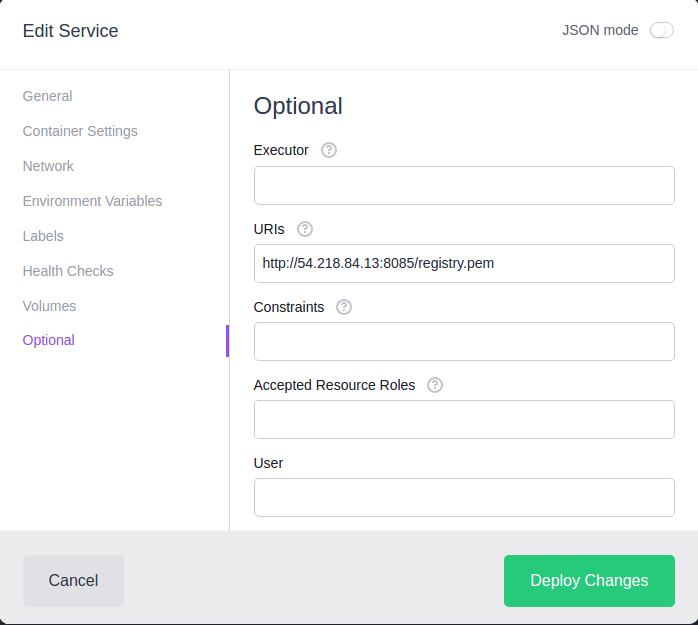 Edit Service
JSON mode
General
Container Settings
Network
Environment Variables
Labels
Health Checks
Volumes
Optional
Optional
Executor ?
URIs ?
http://54.218.84.13:8085/registry.pem
Constraints ?
Accepted Resource Roles ?
User
Cancel
Deploy Changes